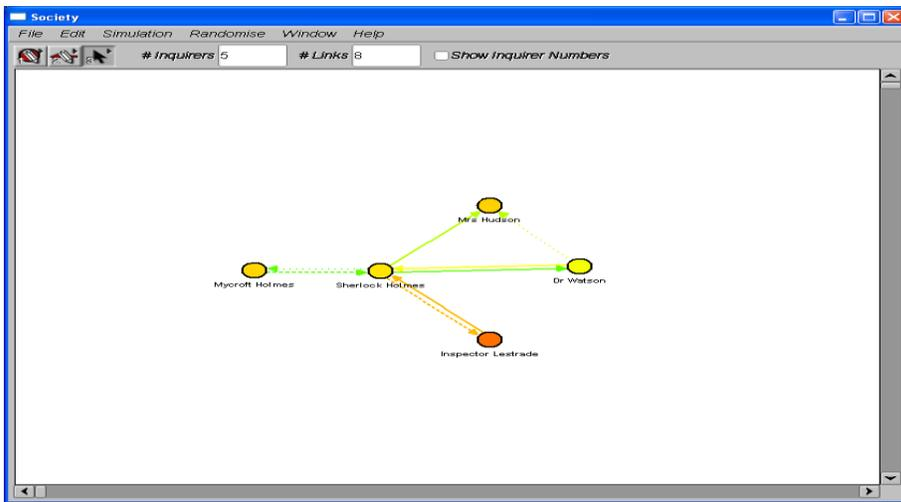 Society
File Edit Simulation Randomise Window Help
# Inquirers 5 # Links 8 Show Inquirer Numbers
Mrs Hudson
Mycroft Holmes Sherlock Holmes Dr Watson
Inspector Lestrade